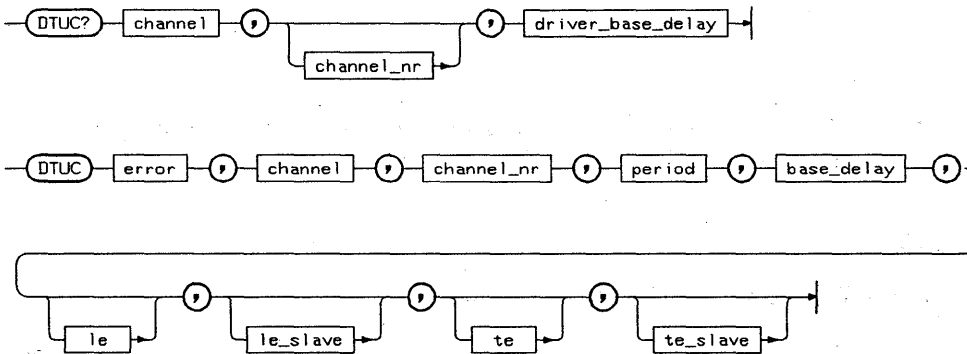 DTUC? channel , channel_nr , driver_base_delay
DTUC error , channel , channel_nr , period , base_delay ,
le , le_slave , te , te_slave